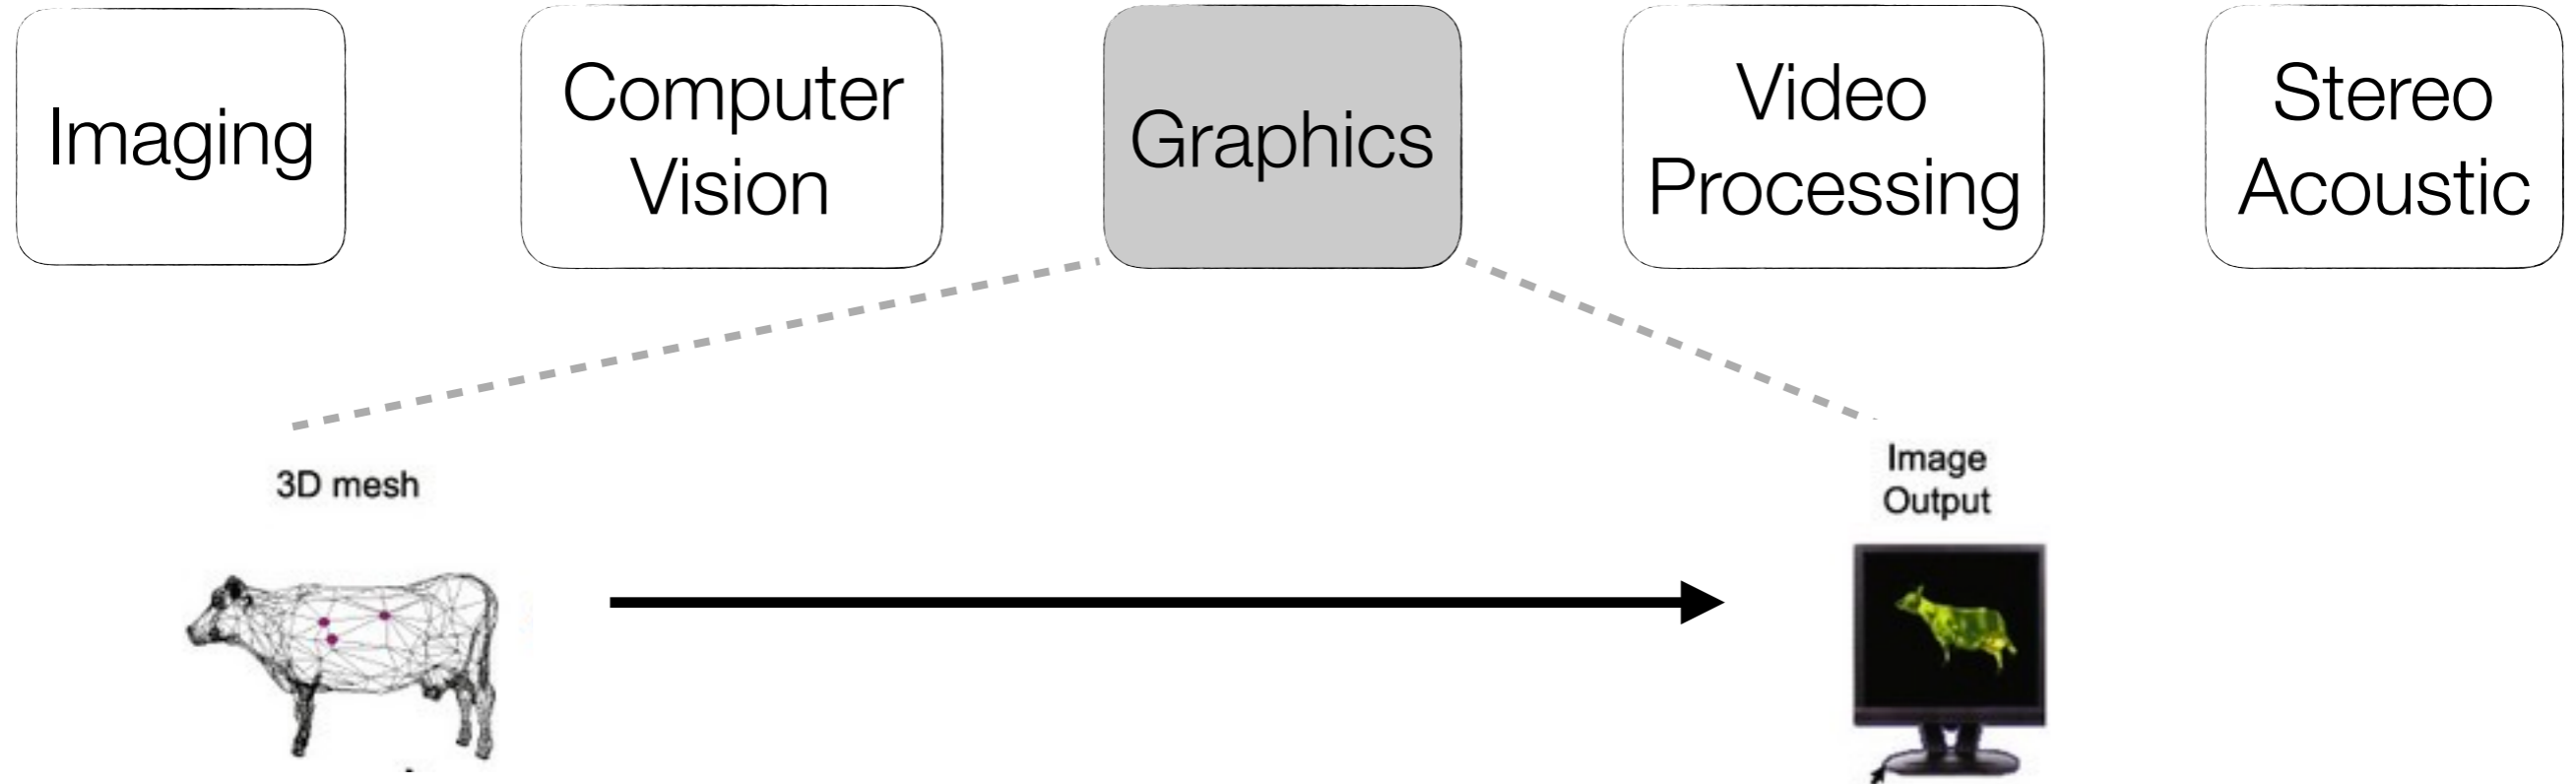 Imaging
Computer
Vision
Graphics
Video
Processing
Stereo
Acoustic
3D mesh
Image
Output